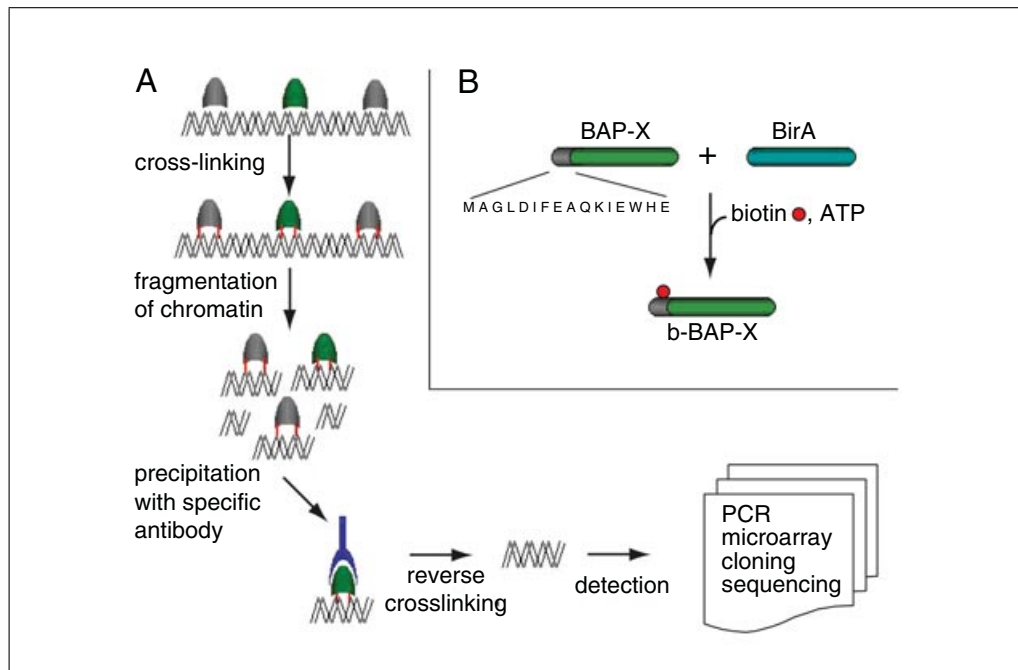 A
cross-linking
fragmentation
of chromatin
precipitation
with specific
antibody
reverse
crosslinking
detection
PCR
microarray
cloning
sequencing
B
BAP-X
+
BirA
MAGLDIFEAQKIEWHE
biotin , ATP
b-BAP-X